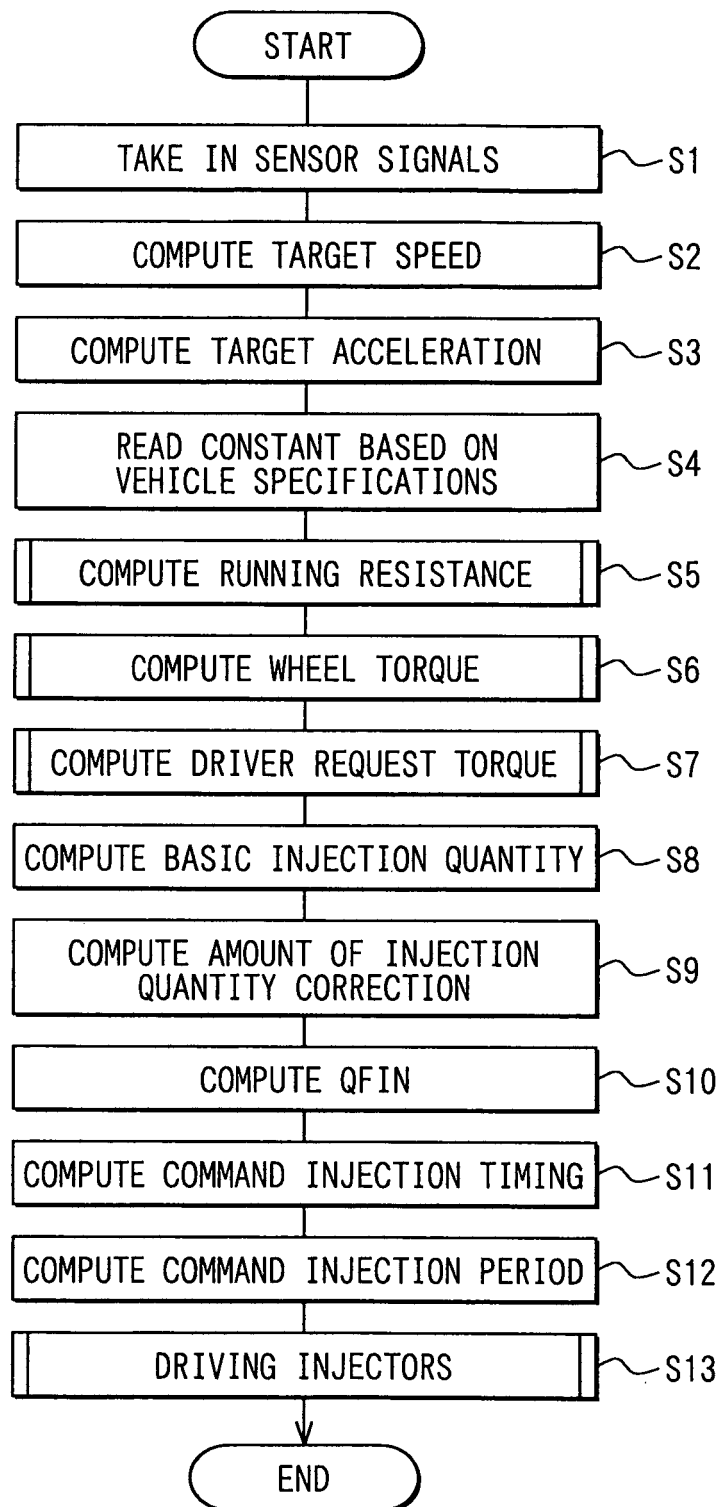 START
TAKE IN SENSOR SIGNALS S1
COMPUTE TARGET SPEED S2
COMPUTE TARGET ACCELERATION S3
READ CONSTANT BASED ON
VEHICLE SPECIFICATIONS S4
COMPUTE RUNNING RESISTANCE S5
COMPUTE WHEEL TORQUE S6
COMPUTE DRIVER REQUEST TORQUE S7
COMPUTE BASIC INJECTION QUANTITY S8
COMPUTE AMOUNT OF INJECTION
QUANTITY CORRECTION S9
COMPUTE QFIN S10
COMPUTE COMMAND INJECTION TIMING S11
COMPUTE COMMAND INJECTION PERIOD S12
DRIVING INJECTORS S13
END